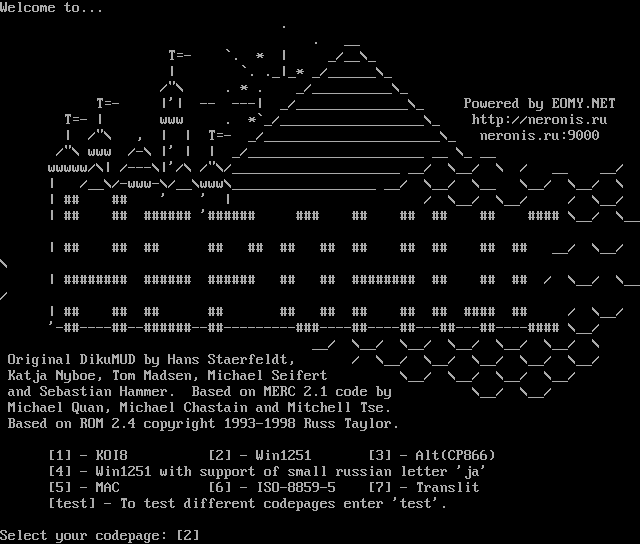 Welcome to...
Powered by EOMY.NET
http://neronis.ru
neronis.ru:9000
Original DikuMUD by Hans Staerfeldt,
Katja Nyboe, Tom Madsen, Michael Seifert
and Sebastian Hammer.  Based on MERC 2.1 code by
Michael Quan, Michael Chastain and Mitchell Tse.
Based on ROM 2.4 copyright 1993-1998 Russ Taylor.
[1] - KOI8          [2] - Win1251       [3] - Alt(CP866)
[4] - Win1251 with support of small russian letter 'ja'
[5] - MAC           [6] - ISO-8859-5    [7] - Translit
[test] - To test different codepages enter 'test'.
Select your codepage: [2]